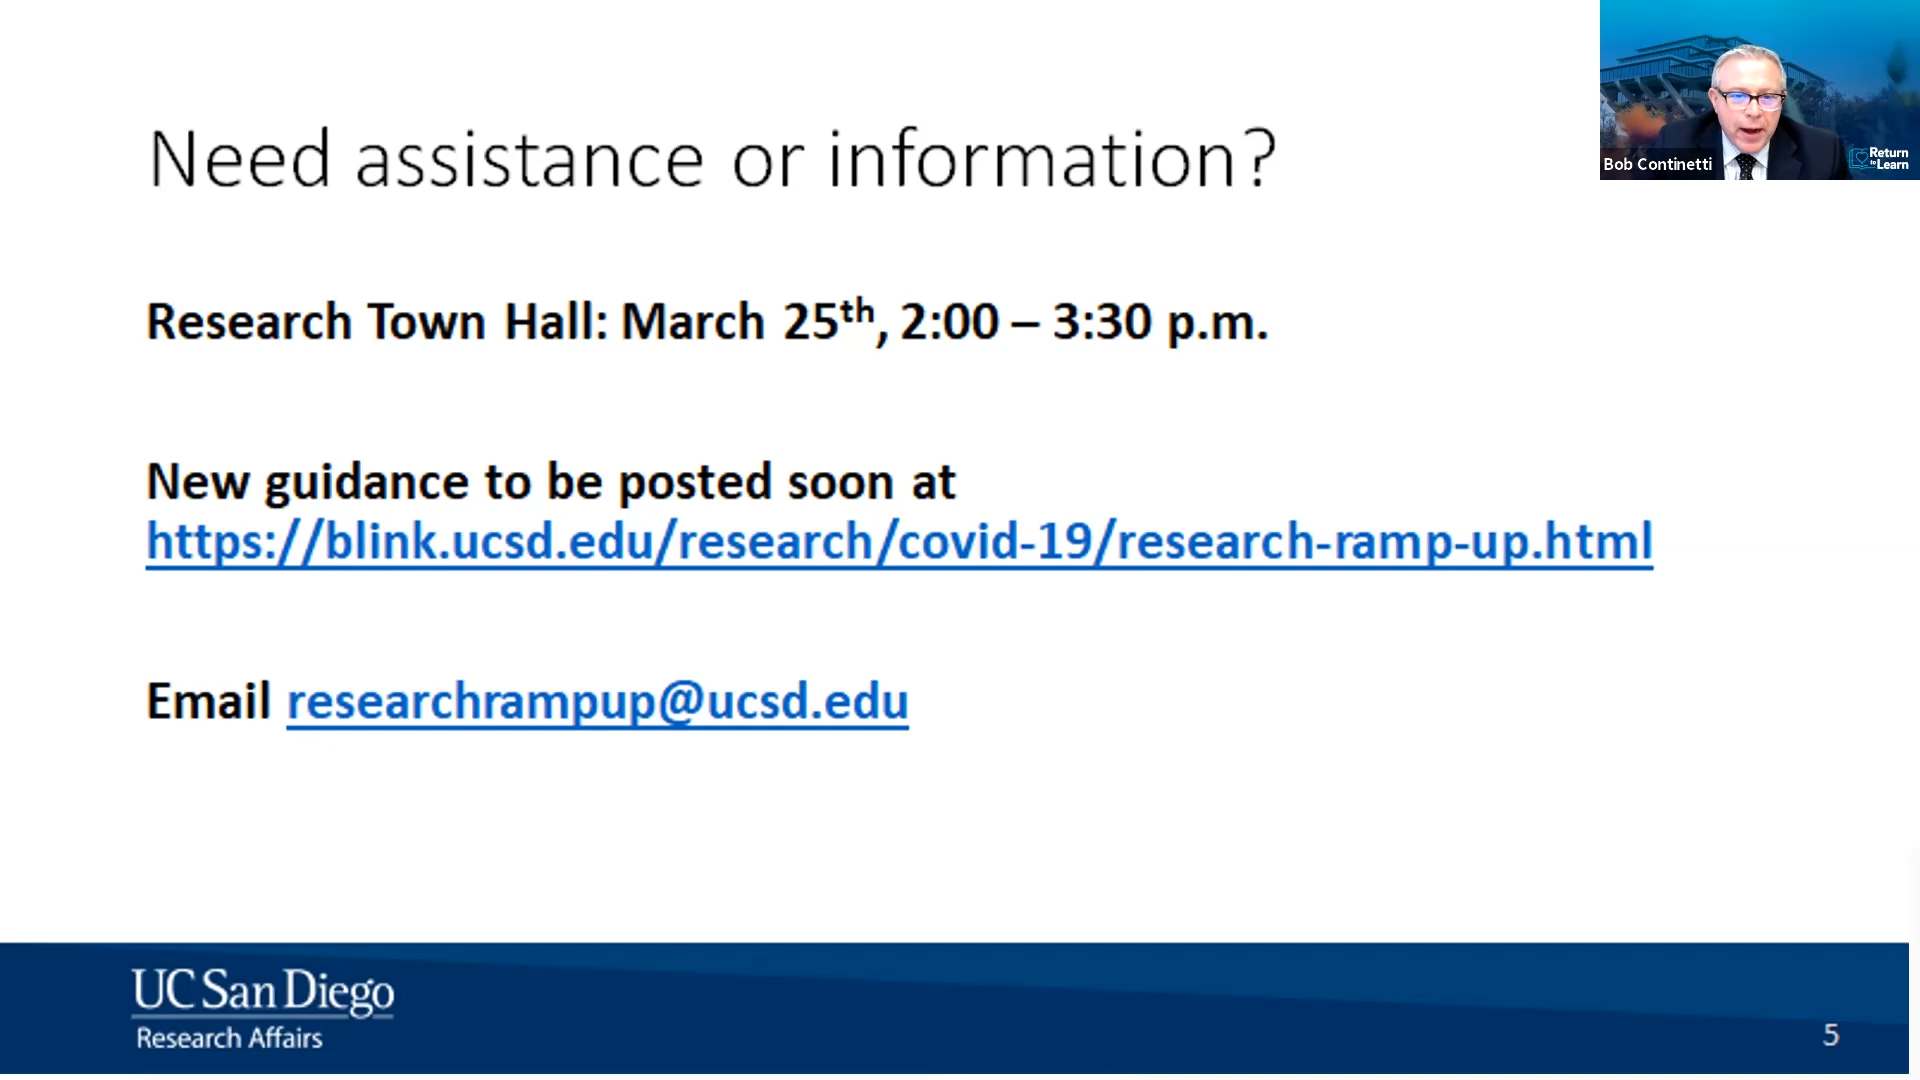 Need assistance or information?
Research Town Hall: March 25th, 2:00 – 3:30 p.m.
New guidance to be posted soon at
https://blink.ucsd.edu/research/covid-19/research-ramp-up.html
Email researchrampup@ucsd.edu
Bob Continetti
Return
to Learn
UC San Diego
Research Affairs
5